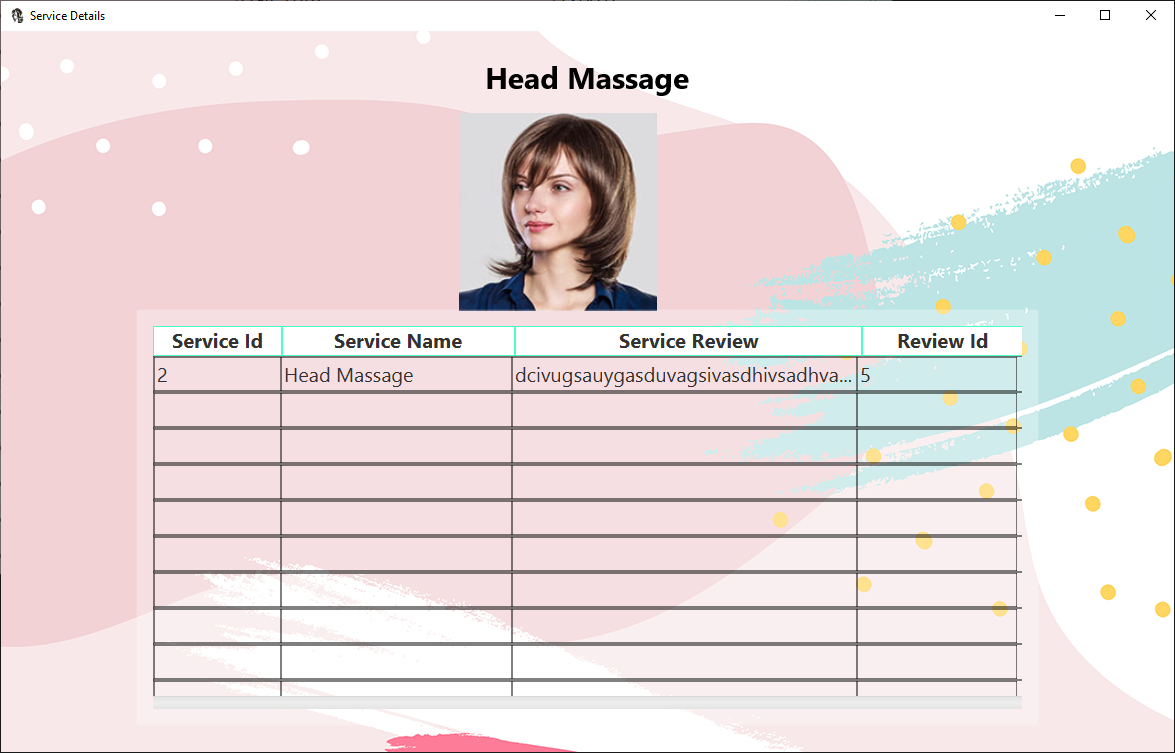 Service Details
Head Massage
Service Id Service Name Service Review Review Id
2 Head Massage dcivugsauygasduvagsivasdhivsadhva... 5